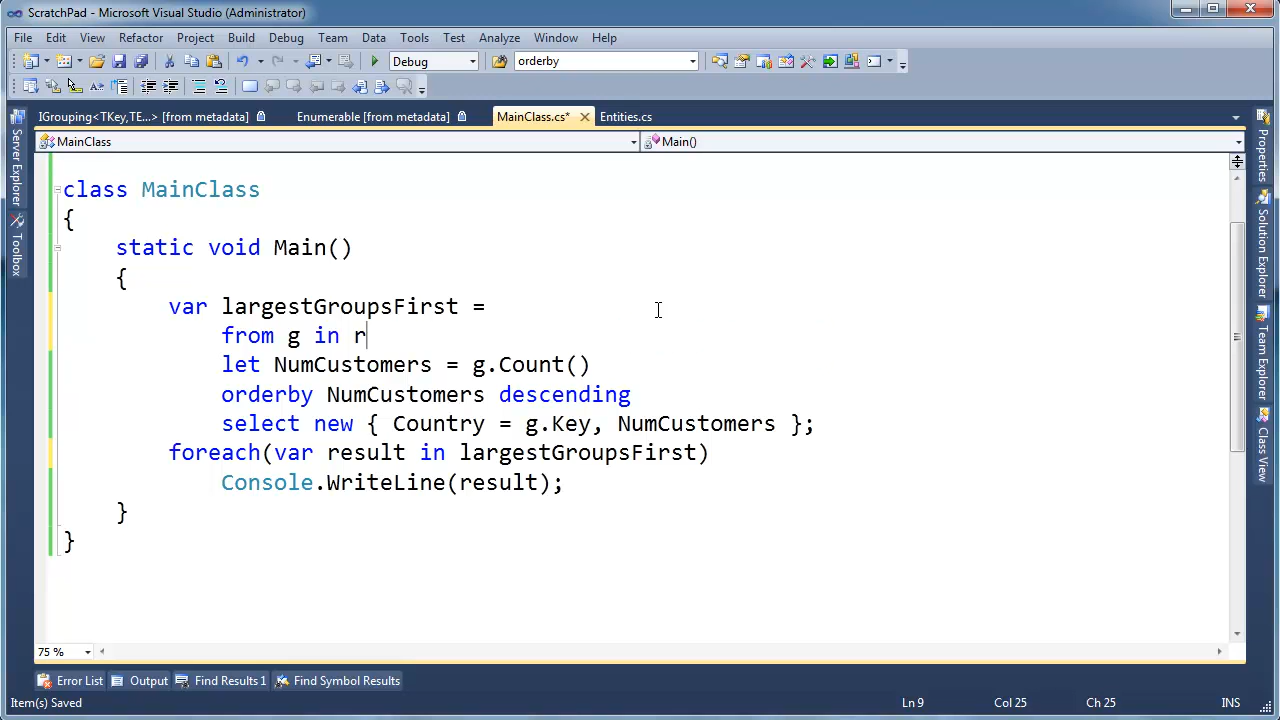 ScratchPad - Microsoft Visual Studio (Administrator)
File Edit View Refactor Project Build Debug Team Data Tools Test Analyze Window Help
Debug orderby
IGrouping<TKey,TE...> [from metadata] Enumerable [from metadata] MainClass.cs* Entities.cs
MainClass Main()
Server Explorer
Toolbox
Properties
Solution Explorer
Team Explorer
Class View
class MainClass
{
static void Main()
{
var largestGroupsFirst =
from g in r
let NumCustomers = g.Count()
orderby NumCustomers descending
select new { Country = g.Key, NumCustomers };
foreach(var result in largestGroupsFirst)
Console.WriteLine(result);
}
}
75 %
Error List Output Find Results 1 Find Symbol Results
Item(s) Saved Ln 9 Col 25 Ch 25 INS